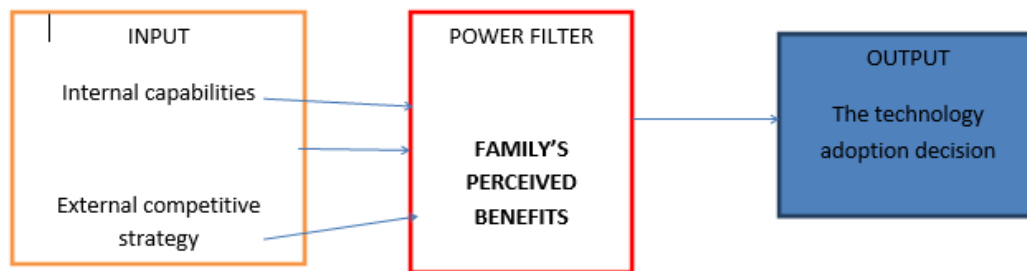 INPUT
Internal capabilities
External competitive
strategy
POWER FILTER
FAMILY'S
PERCEIVED
BENEFITS
OUTPUT
The technology
adoption decision